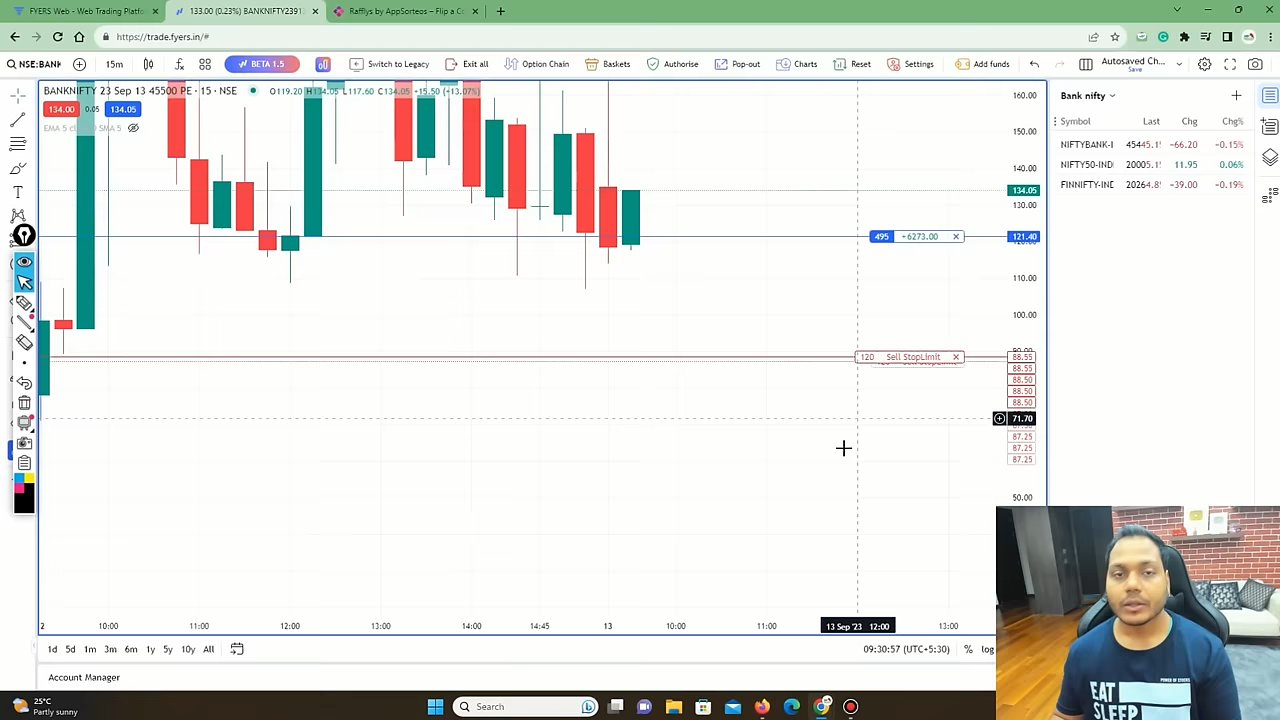 FYERS Web - Web Trading Platfor
133.00 (0.23%) BANKNIFTY2391
Rafflys by AppSorteos – Flip a C
https://trade.fyers.in/#
NSE:BANK 15m BETA 1.5 Switch to Legacy Exit all Option Chain Baskets Authorise Pop-out Charts Reset Settings Add funds Autosaved Ch...
Save
BANKNIFTY 23 Sep 13 45500 PE · 15 · NSE O119.20 H134.05 L117.60 C134.05 +15.50 (+13.07%)
134.00 0.05 134.05
EMA 5 SMA 5
Bank nifty
Symbol Last Chg Chg%
NIFTYBANK-I 45445.1 -66.20 -0.15%
NIFTY50-IND 20005.1 11.95 0.06%
FINNIFTY-INE 20264.8 -39.00 -0.19%
160.00
150.00
140.00
134.05
130.00
495 +6273.00 121.40
110.00
100.00
120 Sell StopLimit 88.55
88.55
88.50
88.50
88.50
71.70
87.25
87.25
87.25
50.00
2 10:00 11:00 12:00 13:00 14:00 14:45 13 10:00 11:00 13 Sep '23 12:00 13:00
1d 5d 1m 3m 6m 1y 5y 10y All 09:30:57 (UTC+5:30) % log
Account Manager
POWER OF STOCKS
EAT
SLEEP
25°C
Partly sunny
Search